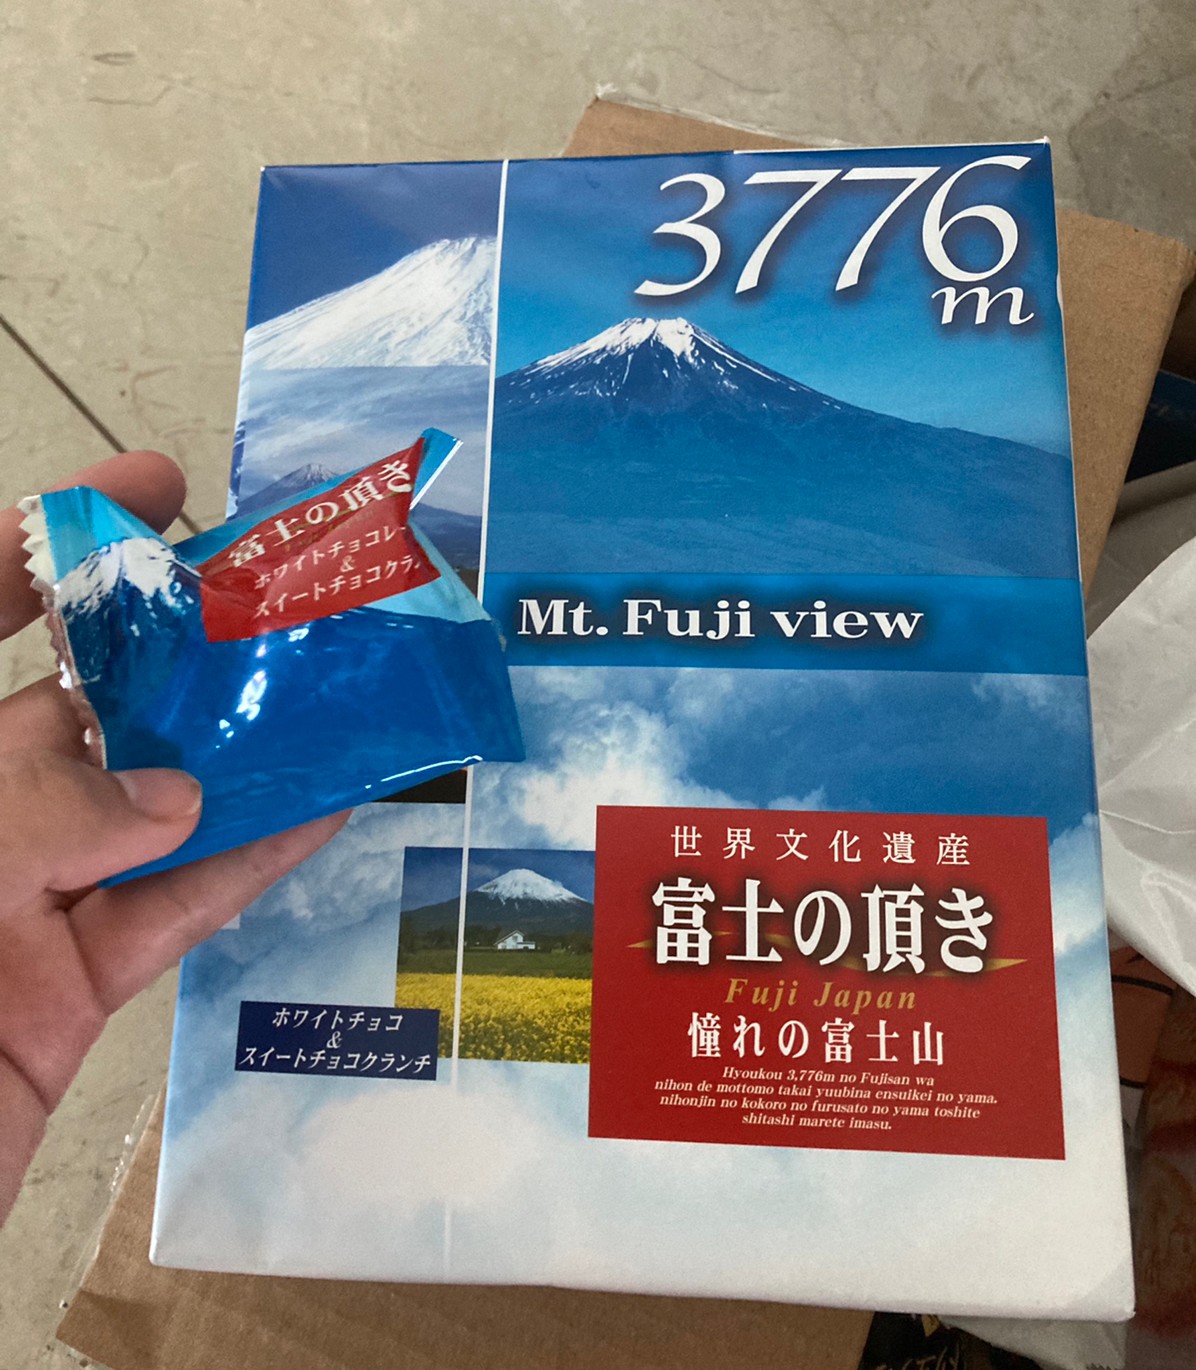 3776
m
Mt. Fuji view
富士の頂き
ホワイトチョコレ
&
スイートチョコクラ
世界文化遺産
富士の頂き
Fuji Japan
憧れの富士山
Hyoukou 3,776m no Fujisan wa
nihon de mottomo takai yuubina ensuikei no yama.
nihonjin no kokoro no furusato no yama toshite
shitashi marete imasu.
ホワイトチョコ
&
スイートチョコクランチ